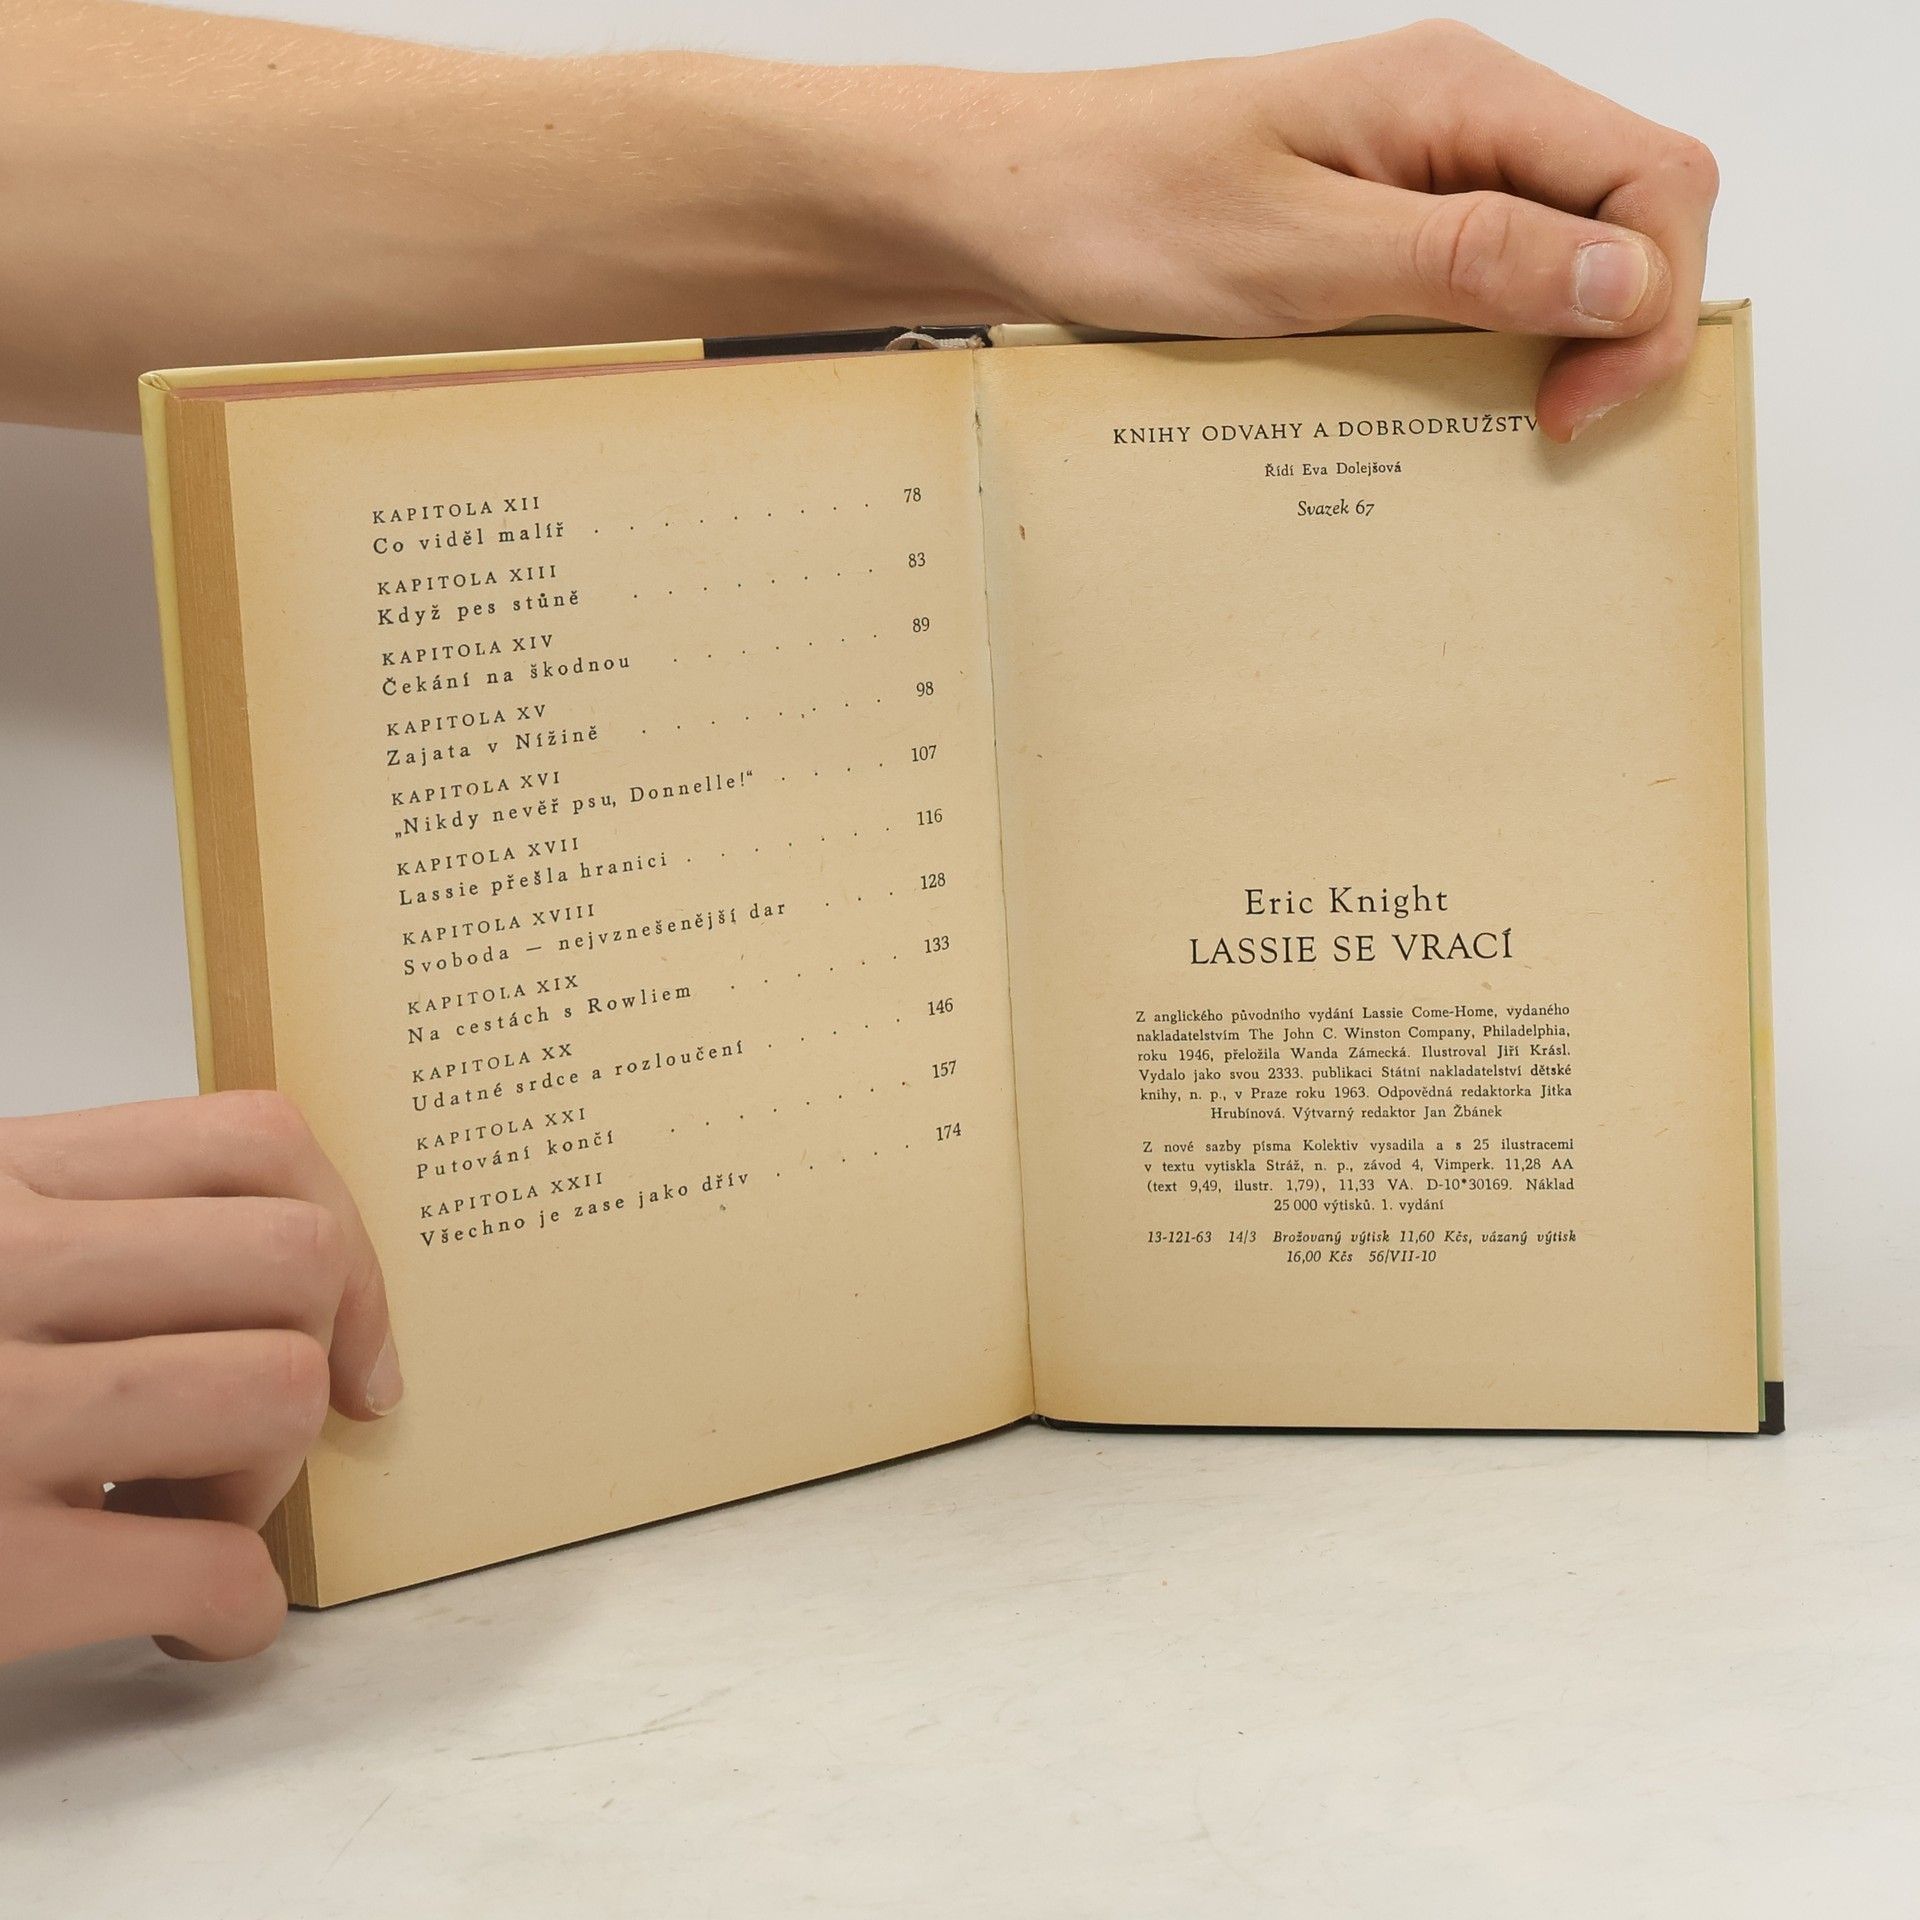 KAPITOLA XII
Co viděl malíř . . . . . . . . . 78
KAPITOLA XIII
Když pes stůně . . . . . . . . 83
KAPITOLA XIV
Čekání na škodnou . . . . . . . 89
KAPITOLA XV
Zajata v Nížině . . . . . . . . 98
KAPITOLA XVI
„Nikdy nevěř psu, Donnelle!“ . . . . 107
KAPITOLA XVII
Lassie přešla hranici . . . . . . . 116
KAPITOLA XVIII
Svoboda — nejvznešenější dar . . . 128
KAPITOLA XIX
Na cestách s Rowliem . . . . . . 133
KAPITOLA XX
Udatné srdce a rozloučení . . . . . 146
KAPITOLA XXI
Putování končí . . . . . . . . 157
KAPITOLA XXII
Všechno je zase jako dřív . . . . . 174
KNIHY ODVAHY A DOBRODRUŽSTV
Řídí Eva Dolejšová
Svazek 67
Eric Knight
LASSIE SE VRACÍ
Z anglického původního vydání Lassie Come-Home, vydaného
nakladatelstvím The John C. Winston Company, Philadelphia,
roku 1946, přeložila Wanda Zámecká. Ilustroval Jiří Krásl.
Vydalo jako svou 2333. publikaci Státní nakladatelství dětské
knihy, n. p., v Praze roku 1963. Odpovědná redaktorka Jitka
Hrubínová. Výtvarný redaktor Jan Žbánek
Z nové sazby písma Kolektiv vysadila a s 25 ilustracemi
v textu vytiskla Stráž, n. p., závod 4, Vimperk. 11,28 AA
(text 9,49, ilustr. 1,79), 11,33 VA. D-10*30169. Náklad
25 000 výtisků. 1. vydání
13-121-63 14/3 Brožovaný výtisk 11,60 Kčs, vázaný výtisk
16,00 Kčs 56/VII-10